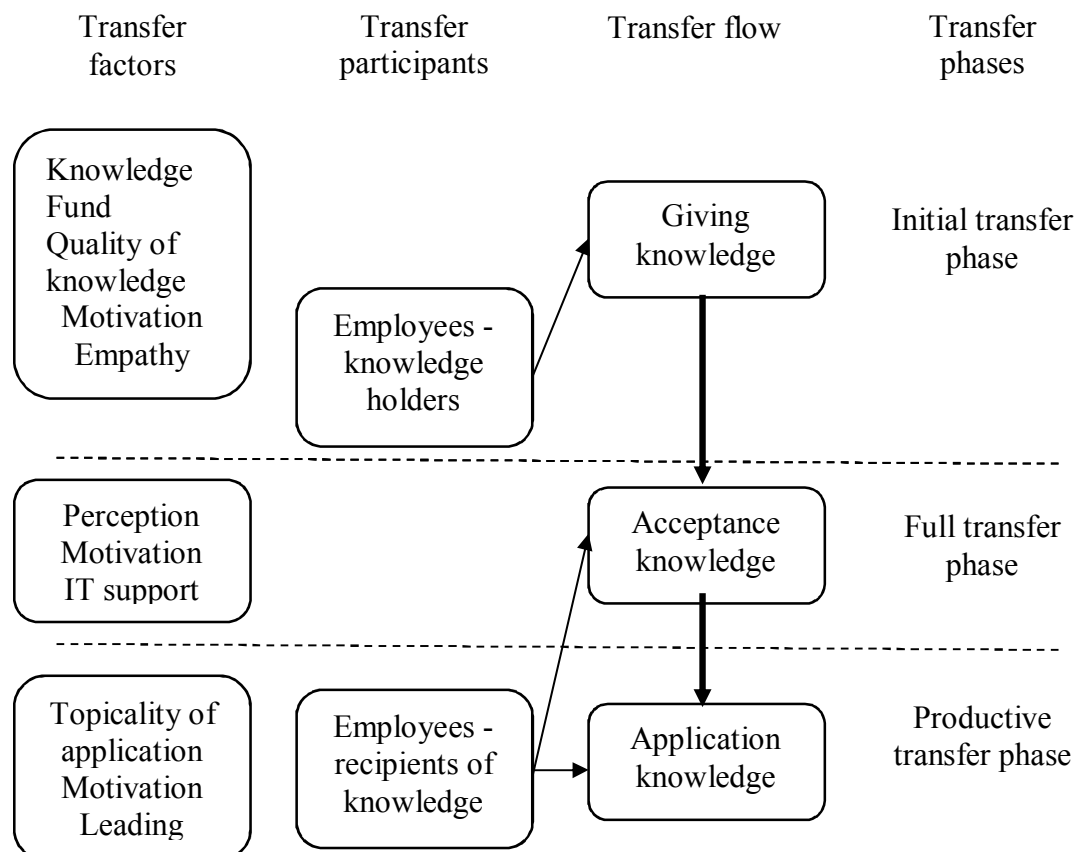 Transfer
factors
Transfer
participants
Transfer flow
Transfer
phases
Knowledge
Fund
Quality of
knowledge
Motivation
Empathy
Employees -
knowledge
holders
Giving
knowledge
Initial transfer
phase
Perception
Motivation
IT support
Acceptance
knowledge
Full transfer
phase
Topicality of
application
Motivation
Leading
Employees -
recipients of
knowledge
Application
knowledge
Productive
transfer phase